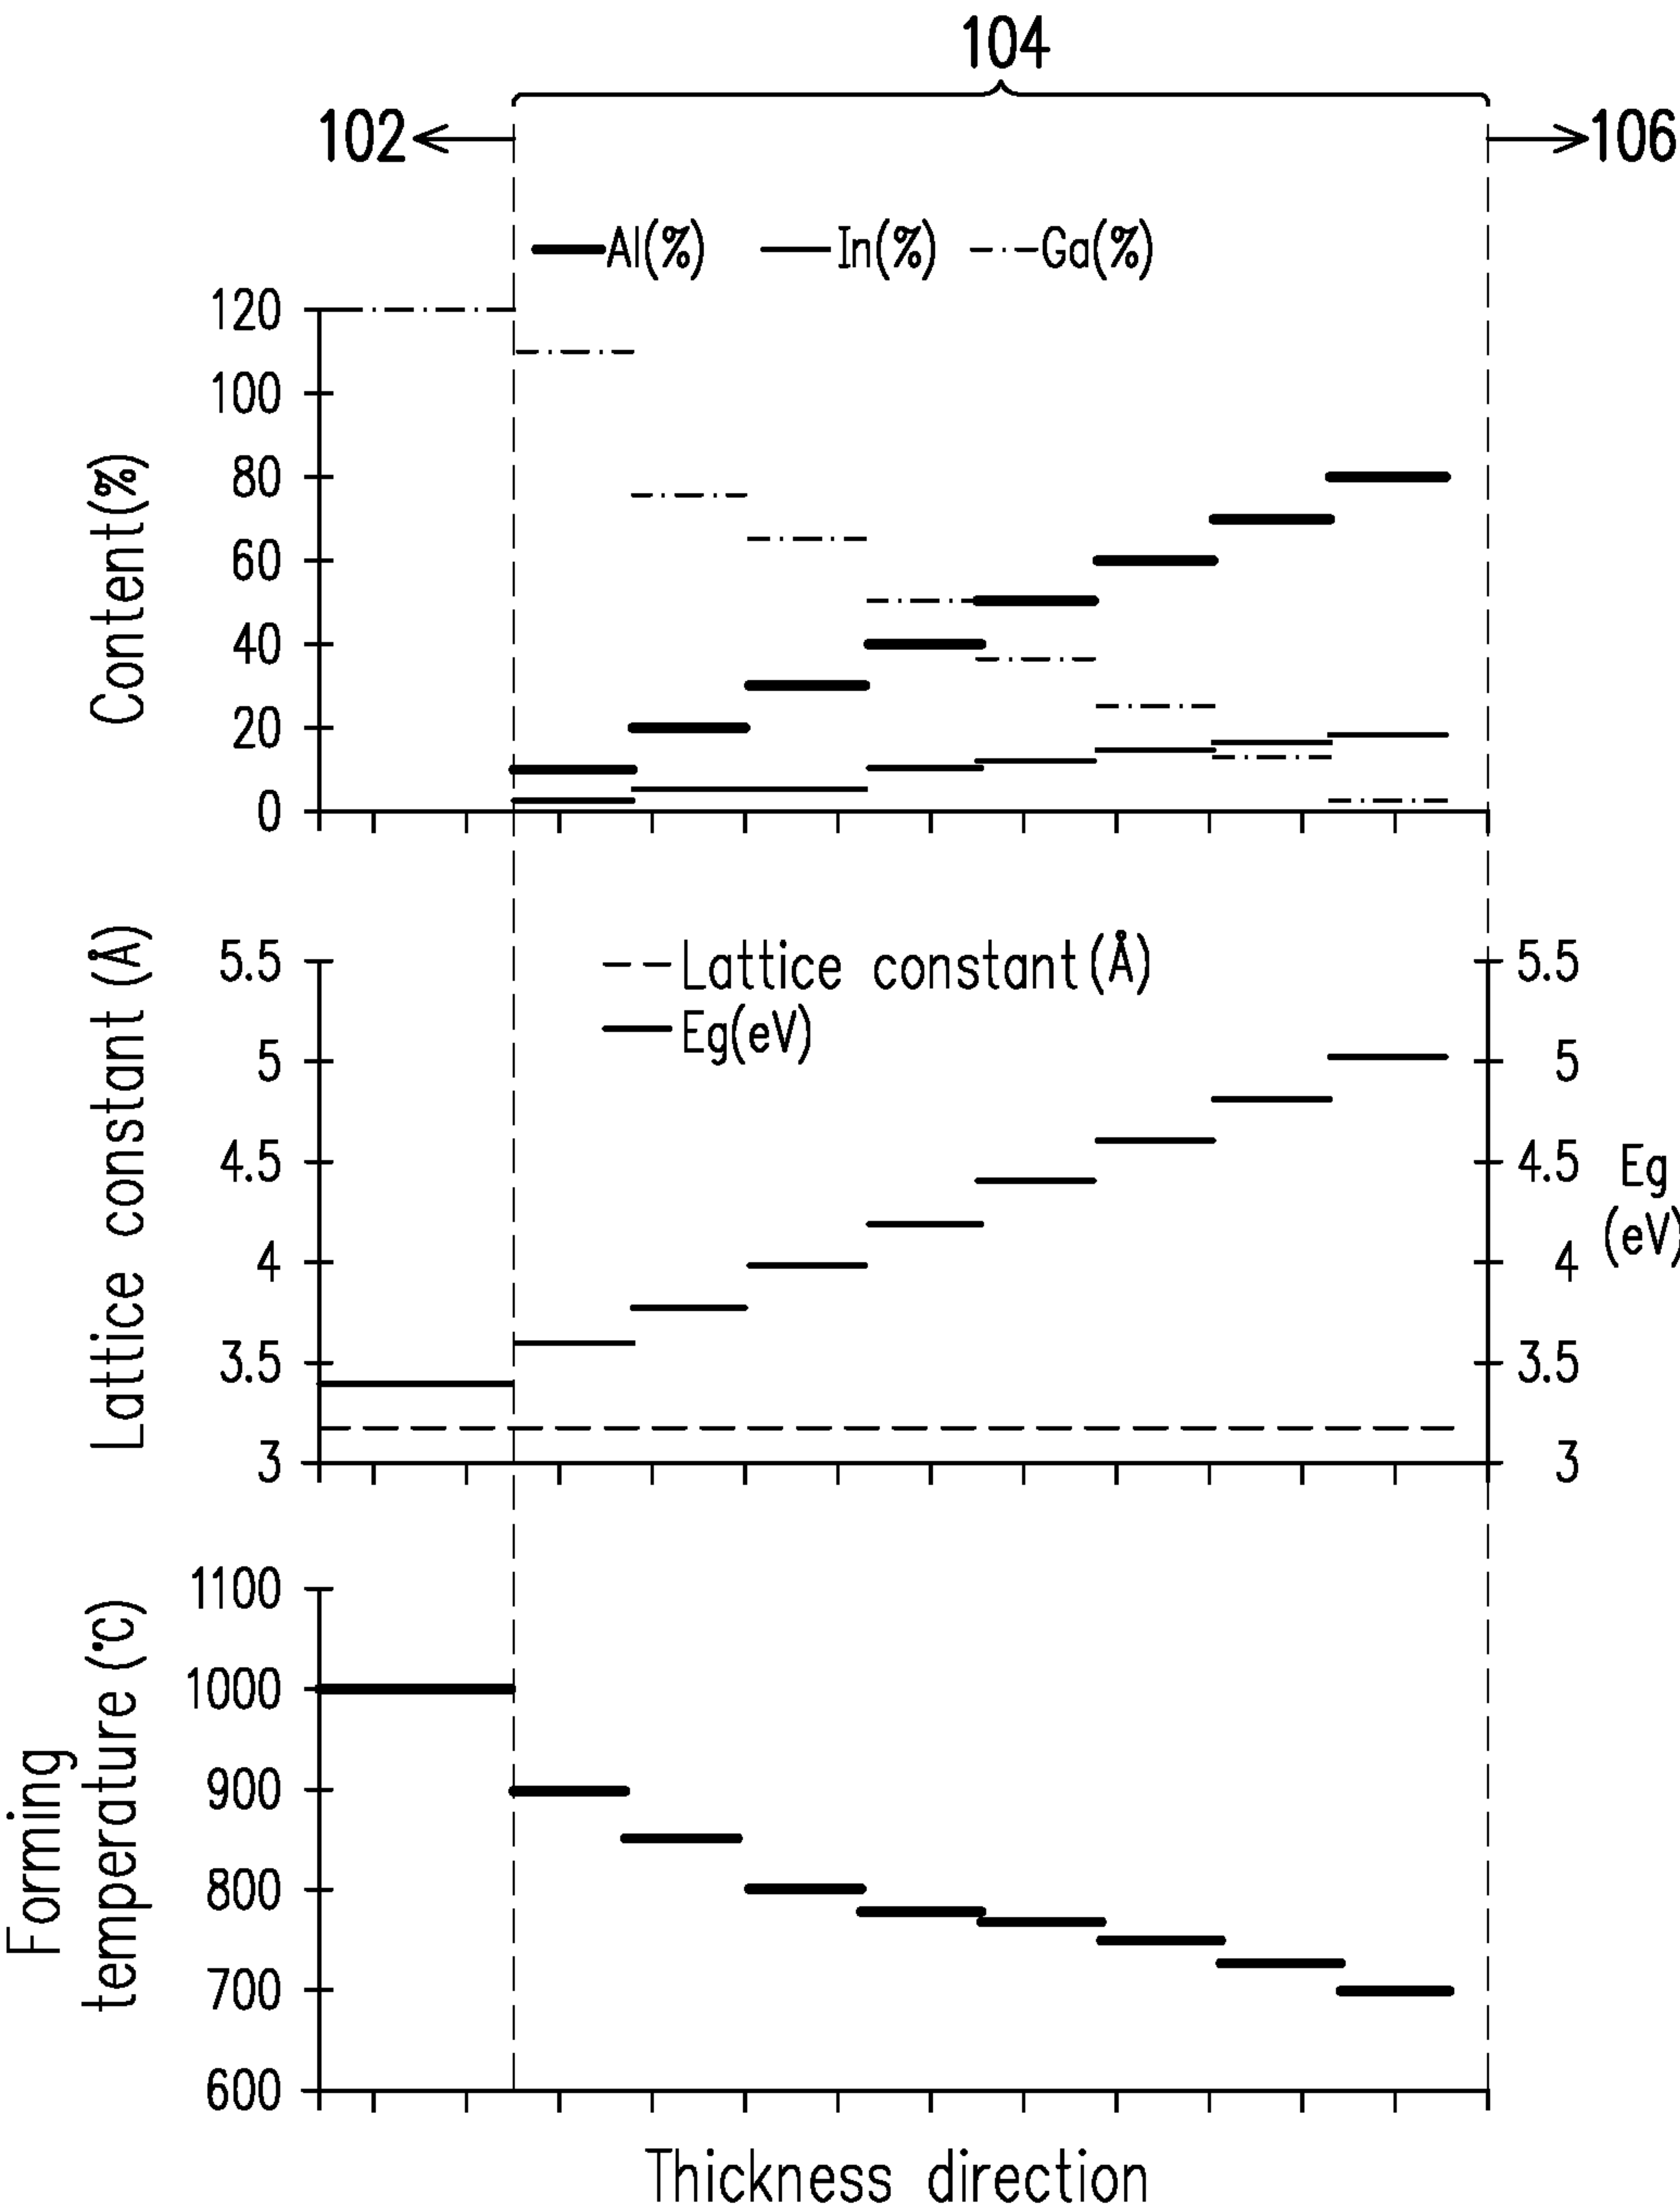 104
102 106
Al(%) In(%) Ga(%)
Content(%)
120
100
80
60
40
20
0
Lattice constant (Å)
5.5
5
4.5
4
3.5
3
Lattice constant(Å)
Eg(eV)
5.5
5
4.5
4
3.5
3
Eg
(eV)
Forming
temperature (°C)
1100
1000
900
800
700
600
Thickness direction